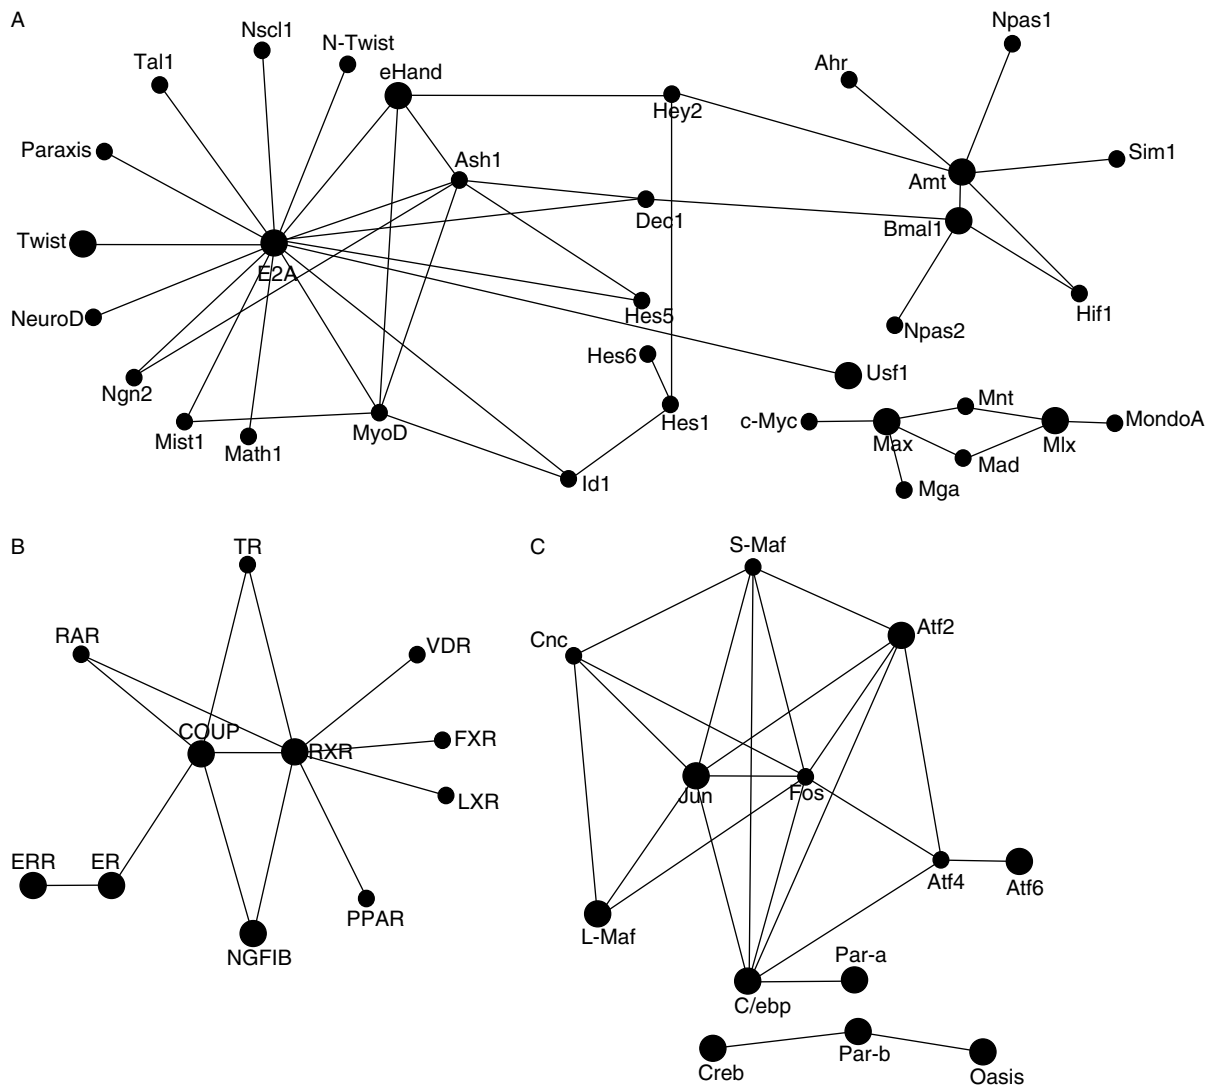 A
Npas1
Nscl1
N-Twist
Tal1
eHand
Ahr
Hey2
Paraxis
Ash1
Sim1
Amt
Dec1
Bmal1
Twist
E2A
NeuroD
Hes5
Hif1
Npas2
Hes6
Usf1
Ngn2
Mnt
c-Myc
MondoA
Hes1
MyoD
Mist1
Math1
Max
Mlx
Mad
Id1
Mga
B
C
TR
S-Maf
RAR
VDR
Cnc
Atf2
COUP
RXR
FXR
Jun
Fos
LXR
ERR
ER
Atf4
Atf6
PPAR
L-Maf
NGFIB
Par-a
C/ebp
Par-b
Creb
Oasis